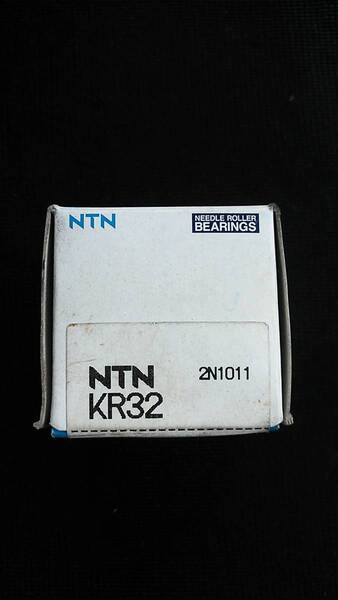 NTN
NEEDLE ROLLER
BEARINGS
NTN
2N1011
KR32